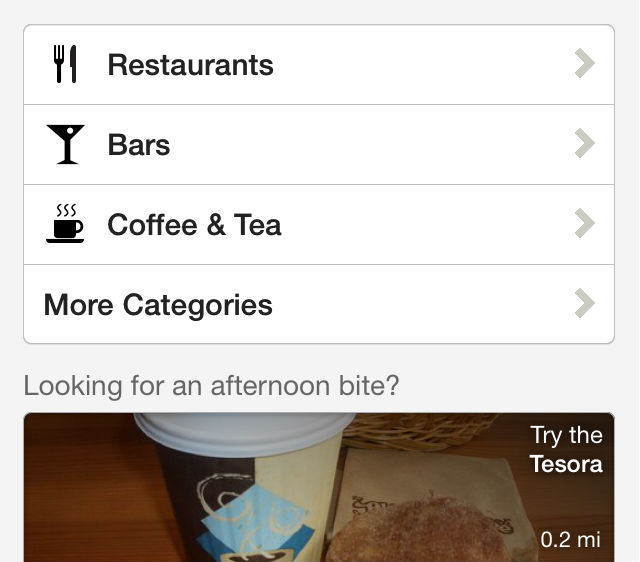 Restaurants
Bars
Coffee & Tea
More Categories
Looking for an afternoon bite?
Try the
Tesora
0.2 mi